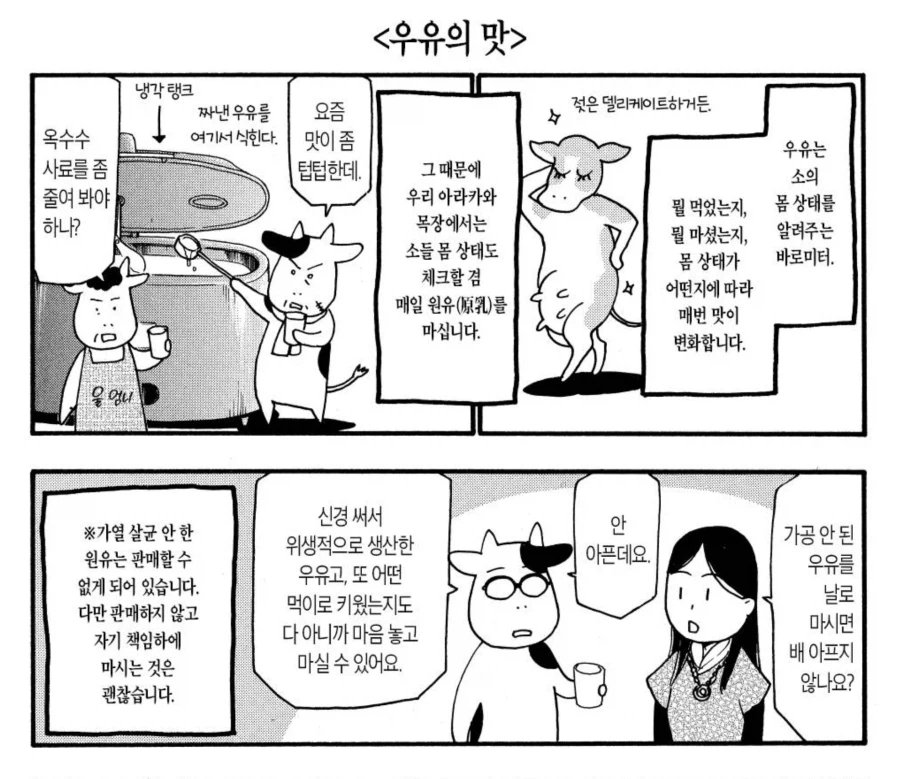 <우유의 맛>
우유는
소의
몸 상태를
알려주는
바로미터.
뭘 먹었는지,
뭘 마셨는지,
몸 상태가
어떤지에 따라
매번 맛이
변화합니다.
젖은 델리케이트하거든.
그 때문에
우리 아라카와
목장에서는
소들 몸 상태도
체크할 겸
매일 원유(原乳)를
마십니다.
요즘
맛이 좀
텁텁한데.
냉각 탱크
짜낸 우유를
여기서 식힌다.
옥수수
사료를 좀
줄여 봐야
하나?
울 엄니
가공 안 된
우유를
날로
마시면
배 아프지
않나요?
안
아픈데요.
신경 써서
위생적으로 생산한
우유고, 또 어떤
먹이로 키웠는지도
다 아니까 마음 놓고
마실 수 있어요.
※가열 살균 안 한
원유는 판매할 수
없게 되어 있습니다.
다만 판매하지 않고
자기 책임하에
마시는 것은
괜찮습니다.